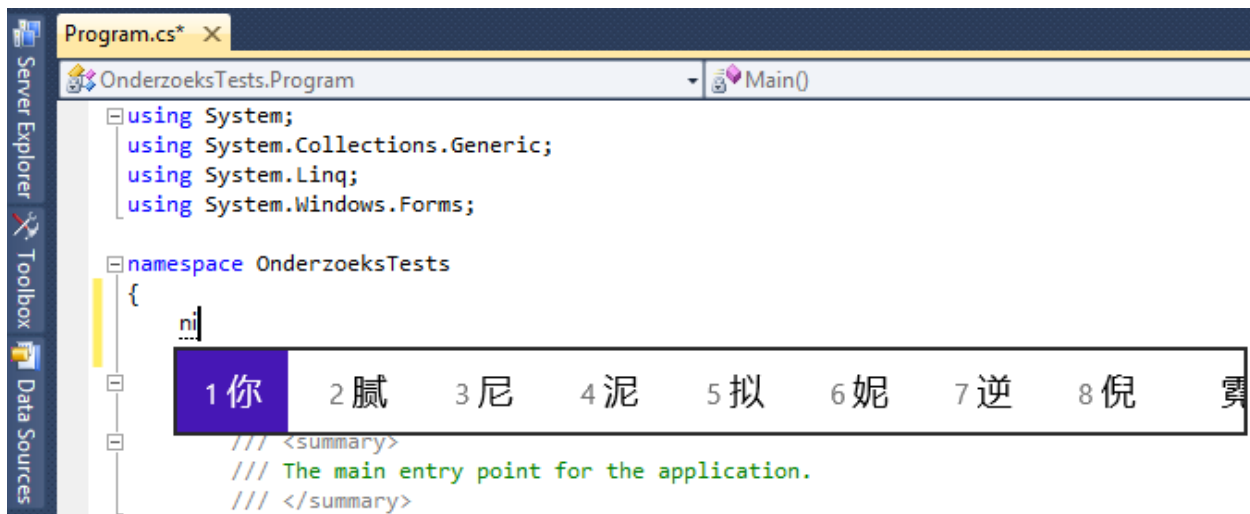 Program.cs*
OnderzoeksTests.Program
Main()
Server Explorer
Toolbox
Data Sources
using System;
using System.Collections.Generic;
using System.Linq;
using System.Windows.Forms;
namespace OnderzoeksTests
{
ni
1 你 2 腻 3 尼 4 泥 5 拟 6 妮 7 逆 8 倪
/// <summary>
/// The main entry point for the application.
/// </summary>